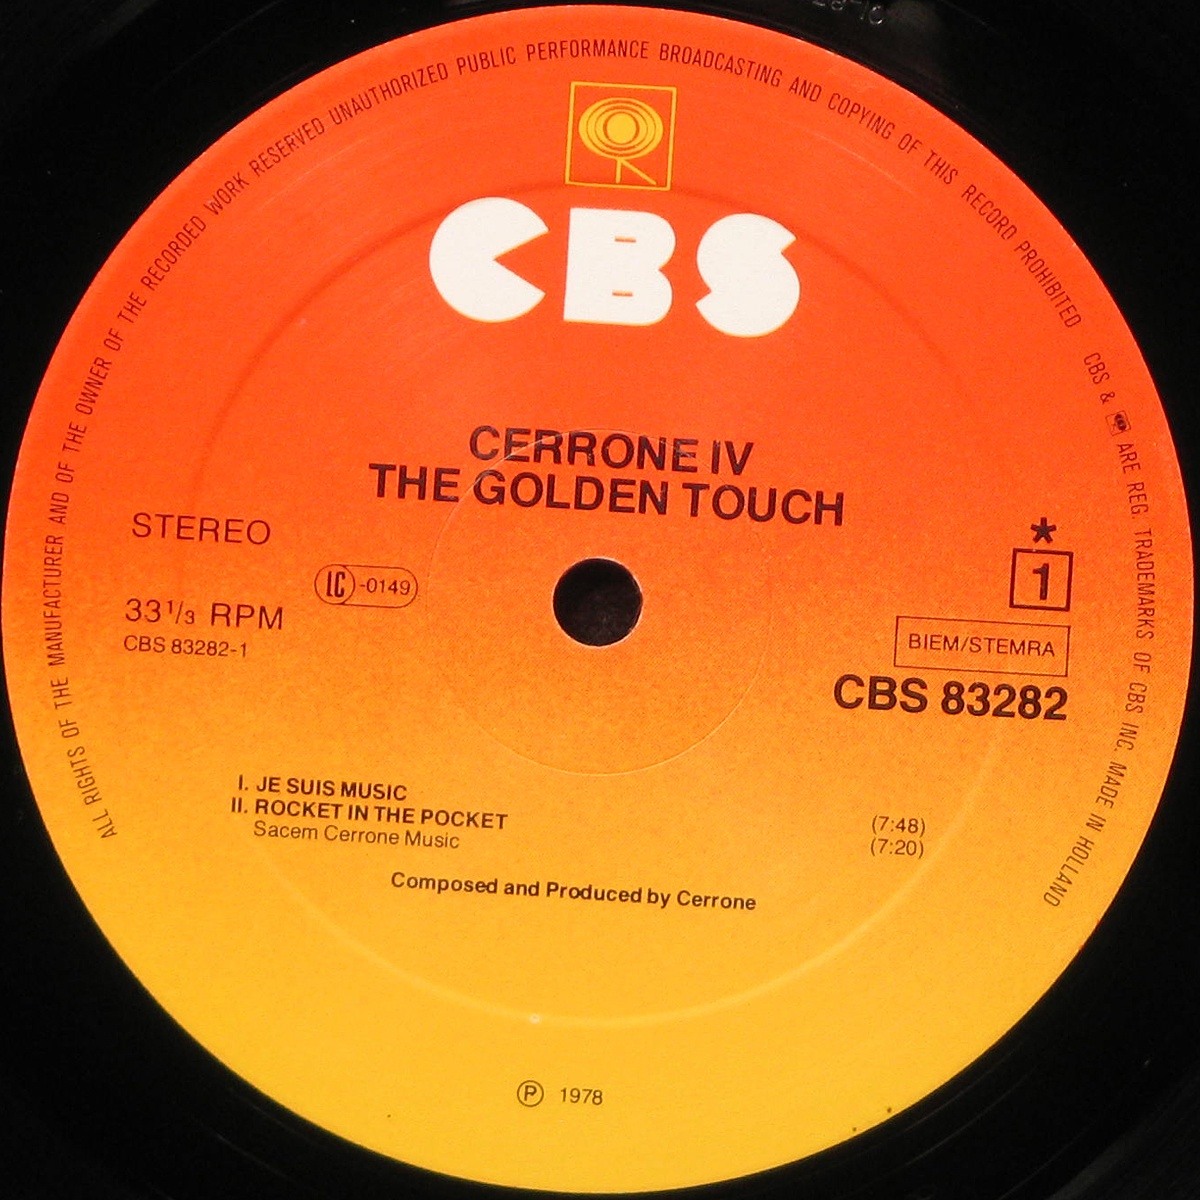 ALL RIGHTS OF THE MANUFACTURER AND OF THE OWNER OF THE RECORDED WORK RESERVED UNAUTHORIZED PUBLIC PERFORMANCE BROADCASTING AND COPYING OF THIS RECORD PROHIBITED CBS & ARE REG. TRADEMARKS OF CBS INC. MADE IN HOLLAND
CBS
CERRONE IV
THE GOLDEN TOUCH
STEREO
*
LC-0149
1
33 1/3 RPM
CBS 83282-1
BIEM/STEMRA
CBS 83282
I. JE SUIS MUSIC (7:48)
II. ROCKET IN THE POCKET (7:20)
Sacem Cerrone Music
Composed and Produced by Cerrone
Ⓟ 1978